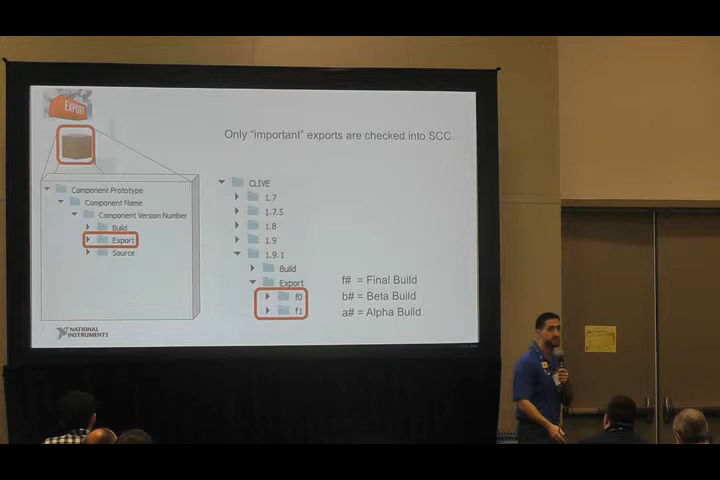 EXPORT
Only "important" exports are checked into SCC.
Component Prototype
Component Name
Component Version Number
Build
Export
Source
CLIVE
1.7
1.7.5
1.8
1.9
1.9.1
Build
Export
f0
f1
f# = Final Build
b# = Beta Build
a# = Alpha Build
NATIONAL
INSTRUMENTS